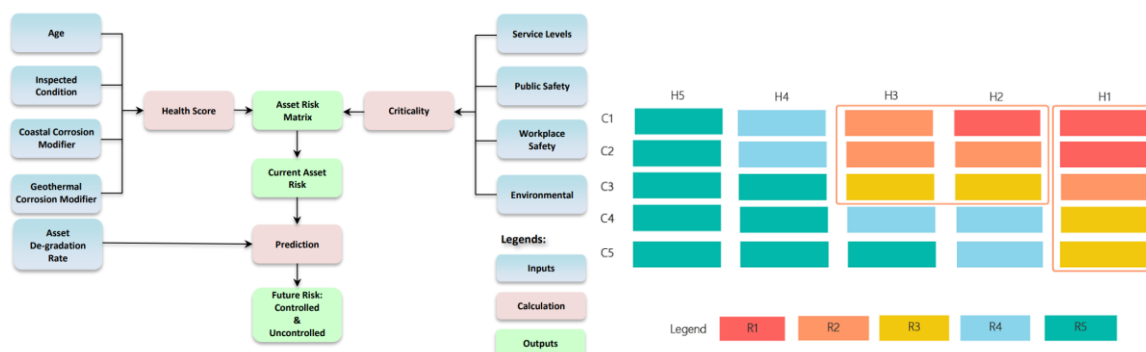 Age
Inspected
Condition
Coastal Corrosion
Modifier
Geothermal
Corrosion Modifier
Asset
De-gradation
Rate
Health Score
Asset Risk
Matrix
Current Asset
Risk
Prediction
Future Risk:
Controlled
&
Uncontrolled
Criticality
Service Levels
Public Safety
Workplace
Safety
Environmental
Legends:
Inputs
Calculation
Outputs
H5 H4 H3 H2 H1
C1
C2
C3
C4
C5
Legend R1 R2 R3 R4 R5